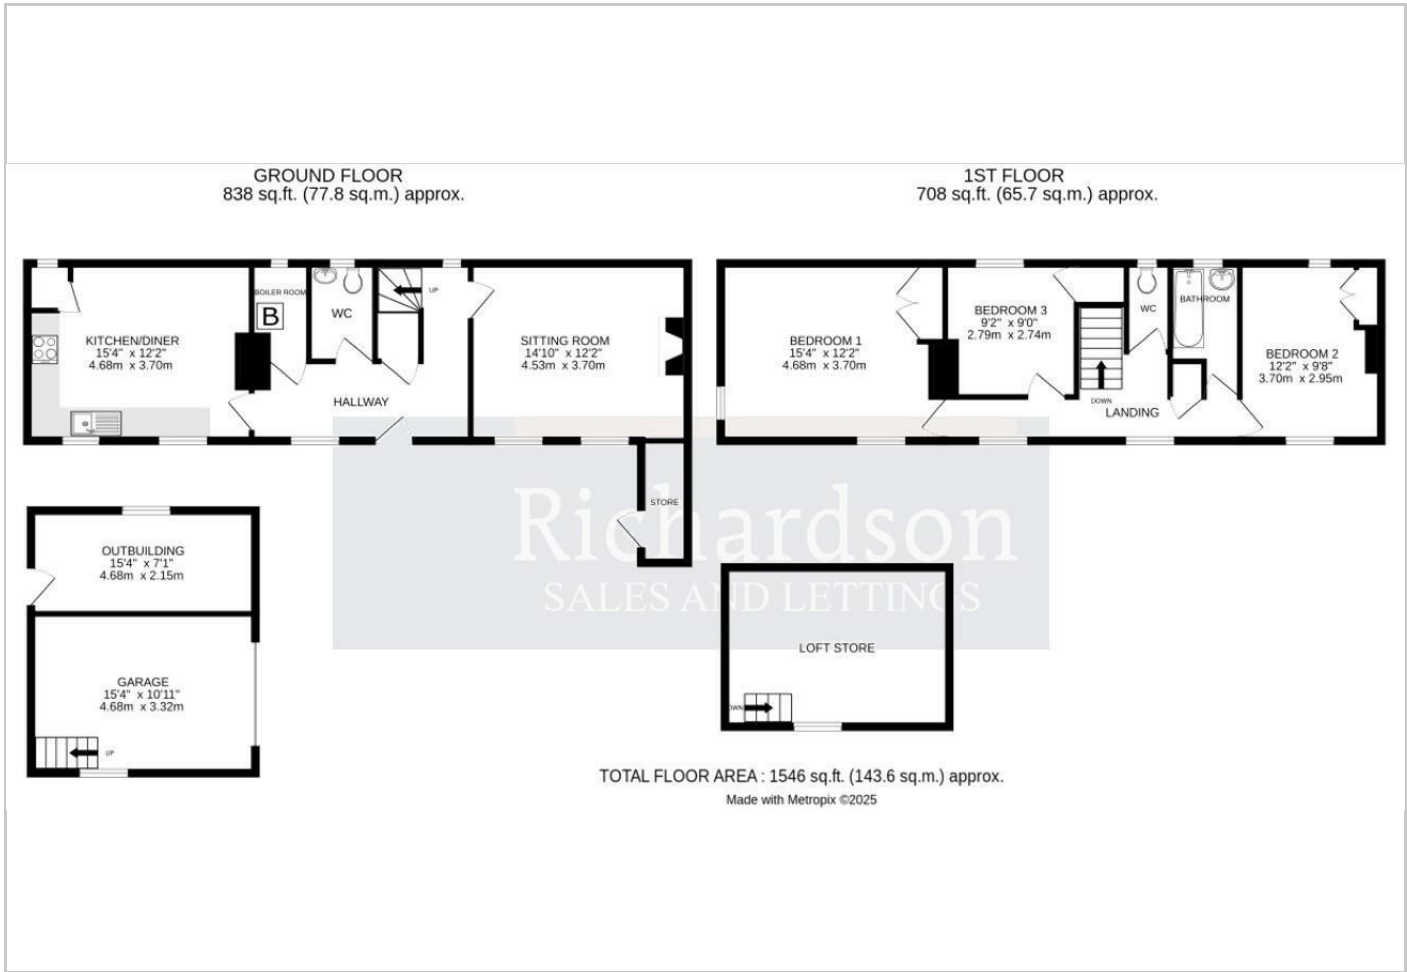 GROUND FLOOR
838 sq.ft. (77.8 sq.m.) approx.
1ST FLOOR
708 sq.ft. (65.7 sq.m.) approx.
KITCHEN/DINER
15'4" x 12'2"
4.68m x 3.70m
BOILER ROOM
B
WC
UP
HALLWAY
SITTING ROOM
14'10" x 12'2"
4.53m x 3.70m
STORE
BEDROOM 1
15'4" x 12'2"
4.68m x 3.70m
BEDROOM 3
9'2" x 9'0"
2.79m x 2.74m
WC
BATHROOM
DOWN
LANDING
BEDROOM 2
12'2" x 9'8"
3.70m x 2.95m
OUTBUILDING
15'4" x 7'1"
4.68m x 2.15m
GARAGE
15'4" x 10'11"
4.68m x 3.32m
UP
Richardson
SALES AND LETTINGS
LOFT STORE
DOWN
TOTAL FLOOR AREA : 1546 sq.ft. (143.6 sq.m.) approx.
Made with Metropix ©2025